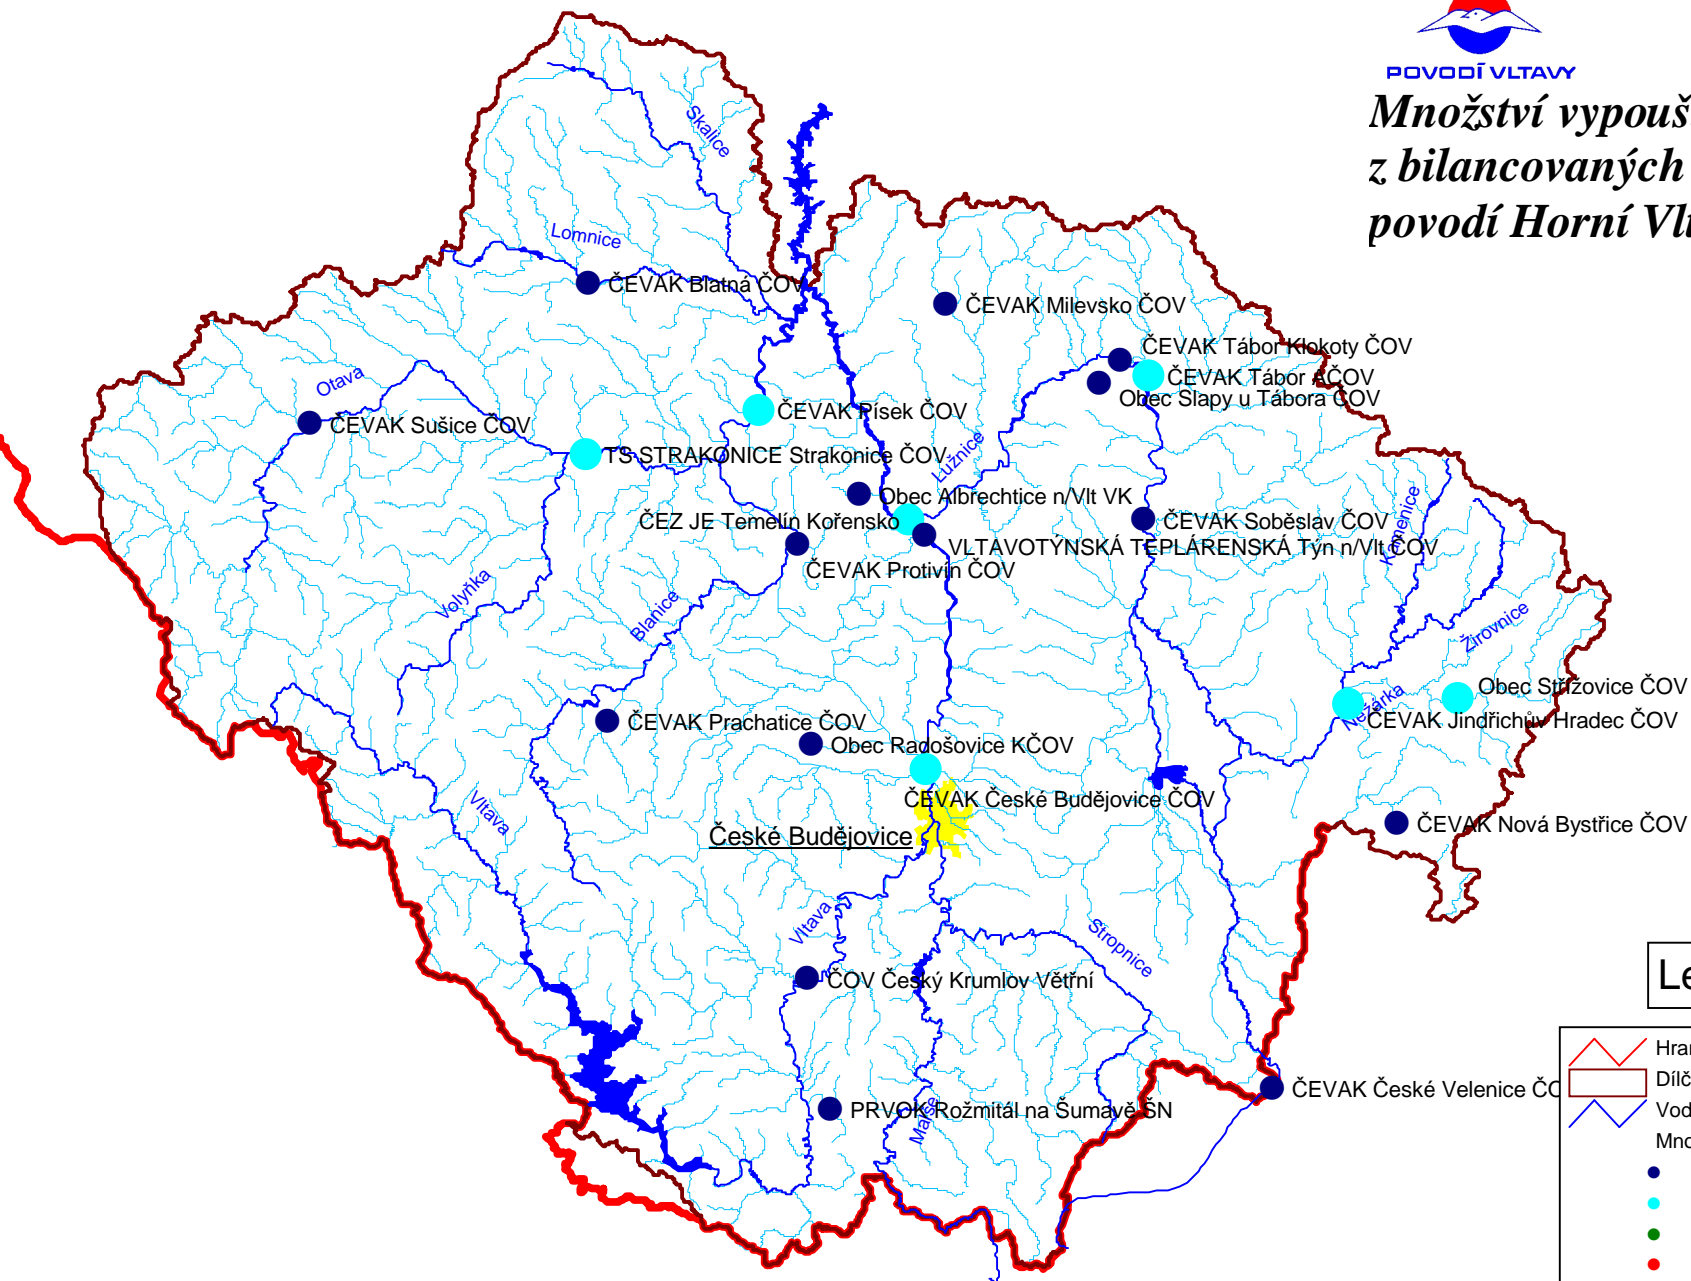 POVODÍ VLTAVY
Množství vypouš
z bilancovaných
povodí Horní Vlt
Skalice
Lomnice
ČEVAK Blatná ČOV
ČEVAK Milevsko ČOV
ČEVAK Tábor Klokoty ČOV
ČEVAK Tábor AČOV
Obec Slapy u Tábora ČOV
Otava
ČEVAK Sušice ČOV
ČEVAK Písek ČOV
TS STRAKONICE Strakonice ČOV
Lužnice
Obec Albrechtice n/Vlt VK
ČEZ JE Temelín Kořensko
ČEVAK Soběslav ČOV
Kamenice
VLTAVOTÝNSKÁ TEPLÁRENSKÁ Týn n/Vlt ČOV
ČEVAK Protivín ČOV
Volyňka
Blanice
Žirovnice
Obec Střížovice ČOV
Nežárka
ČEVAK Jindřichův Hradec ČOV
ČEVAK Prachatice ČOV
Obec Radošovice KČOV
ČEVAK České Budějovice ČOV
Vltava
České Budějovice
ČEVAK Nová Bystřice ČOV
Vltava
Stropnice
ČOV Český Krumlov Větřní
Malše
PRVOK Rožmitál na Šumavě ŠN
ČEVAK České Velenice ČO
Le
Hran
Dílč
Vod
Mno